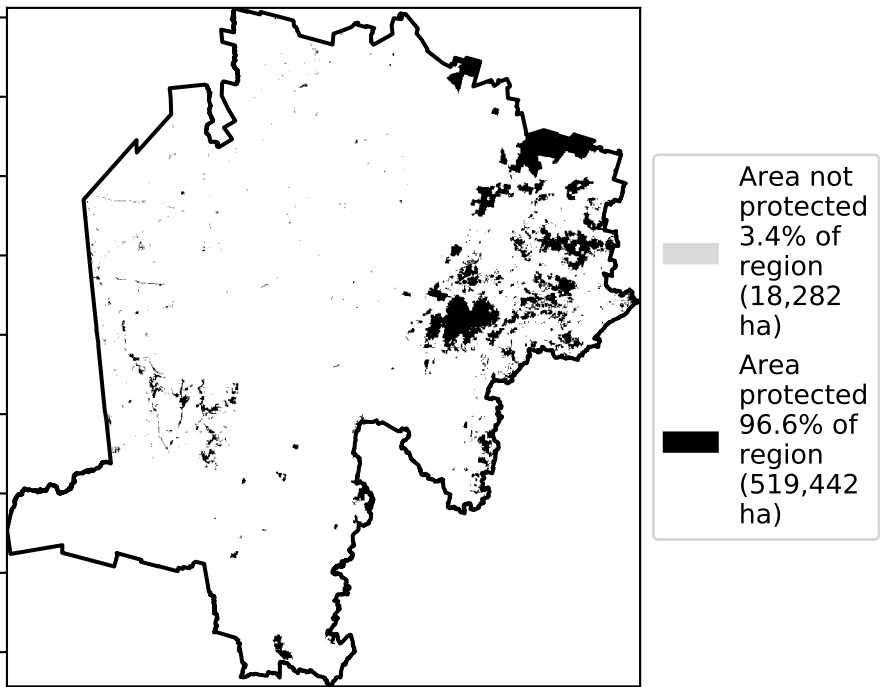 Area not
protected
3.4% of
region
(18,282
ha)
Area
protected
96.6% of
region
(519,442
ha)